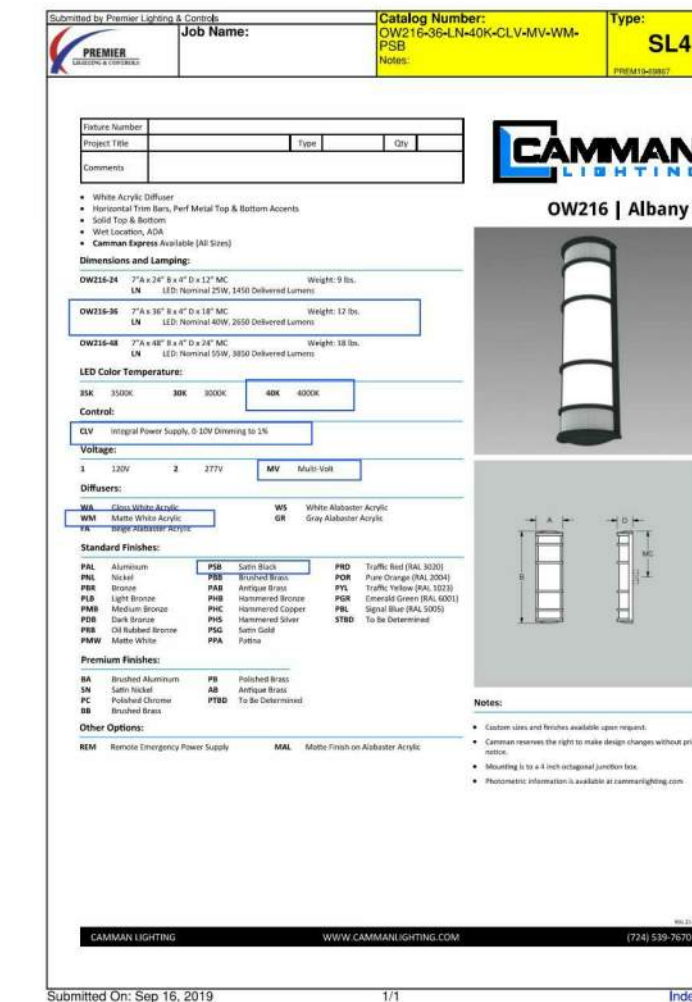 Submitted by Premier Lighting & Controls
PREMIER
LIGHTING & CONTROLS
Job Name:
Catalog Number:
OW216-36-LN-40K-CLV-MV-WM-
PSB
Notes:
Type:
SL4
PREM19-69867
Fixture Number
Project Title Type Qty
Comments
CAMMAN
LIGHTING
OW216 | Albany
• White Acrylic Diffuser
• Horizontal Trim Bars, Perf Metal Top & Bottom Accents
• Solid Top & Bottom
• Wet Location, ADA
• Camman Express Available (All Sizes)
Dimensions and Lamping:
OW216-24 7"A x 24" B x 4" D x 12" MC Weight: 9 lbs.
LN LED: Nominal 25W, 1450 Delivered Lumens
OW216-36 7"A x 36" B x 4" D x 18" MC Weight: 12 lbs.
LN LED: Nominal 40W, 2650 Delivered Lumens
OW216-48 7"A x 48" B x 4" D x 24" MC Weight: 18 lbs.
LN LED: Nominal 55W, 3850 Delivered Lumens
LED Color Temperature:
35K 3500K 30K 3000K 40K 4000K
Control:
CLV Integral Power Supply, 0-10V Dimming to 1%
Voltage:
1 120V 2 277V MV Multi-Volt
Diffusers:
WA Gloss White Acrylic WS White Alabaster Acrylic
WM Matte White Acrylic GR Gray Alabaster Acrylic
FA Beige Alabaster Acrylic
Standard Finishes:
PAL Aluminum PSB Satin Black PRD Traffic Red (RAL 3020)
PNL Nickel PBB Brushed Brass POR Pure Orange (RAL 2004)
PBR Bronze PAB Antique Brass PYL Traffic Yellow (RAL 1023)
PLB Light Bronze PHB Hammered Bronze PGR Emerald Green (RAL 6001)
PMB Medium Bronze PHC Hammered Copper PBL Signal Blue (RAL 5005)
PDB Dark Bronze PHS Hammered Silver STBD To Be Determined
PRB Oil Rubbed Bronze PSG Satin Gold
PMW Matte White PPA Patina
Premium Finishes:
BA Brushed Aluminum PB Polished Brass
SN Satin Nickel AB Antique Brass
PC Polished Chrome PTBD To Be Determined
BB Brushed Brass
Other Options:
REM Remote Emergency Power Supply MAL Matte Finish on Alabaster Acrylic
A
D
B
MC
Notes:
• Custom sizes and finishes available upon request.
• Camman reserves the right to make design changes without pri
notice.
• Mounting is to a 4 inch octagonal junction box.
• Photometric information is available at cammanlighting.com
CAMMAN LIGHTING WWW.CAMMANLIGHTING.COM (724) 539-7670
Submitted On: Sep 16, 2019 1/1 Inde